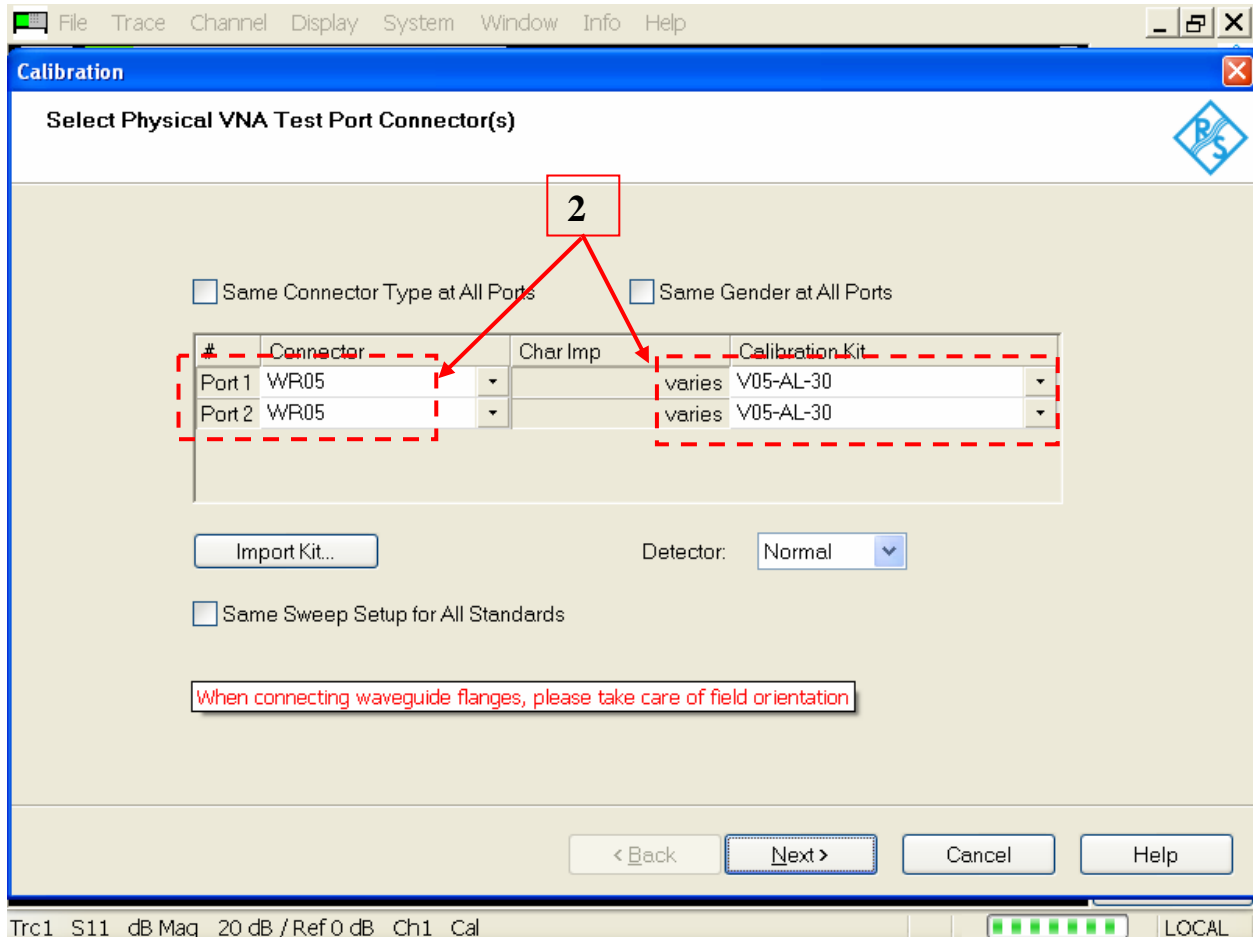 File Trace Channel Display System Window Info Help
Calibration
Select Physical VNA Test Port Connector(s)
R S
2
Same Connector Type at All Ports Same Gender at All Ports
# Connector Char Imp Calibration Kit
Port 1 WR05 varies V05-AL-30
Port 2 WR05 varies V05-AL-30
Import Kit... Detector: Normal
Same Sweep Setup for All Standards
When connecting waveguide flanges, please take care of field orientation
< Back Next > Cancel Help
Trc1 S11 dB Mag 20 dB / Ref 0 dB Ch1 Cal LOCAL